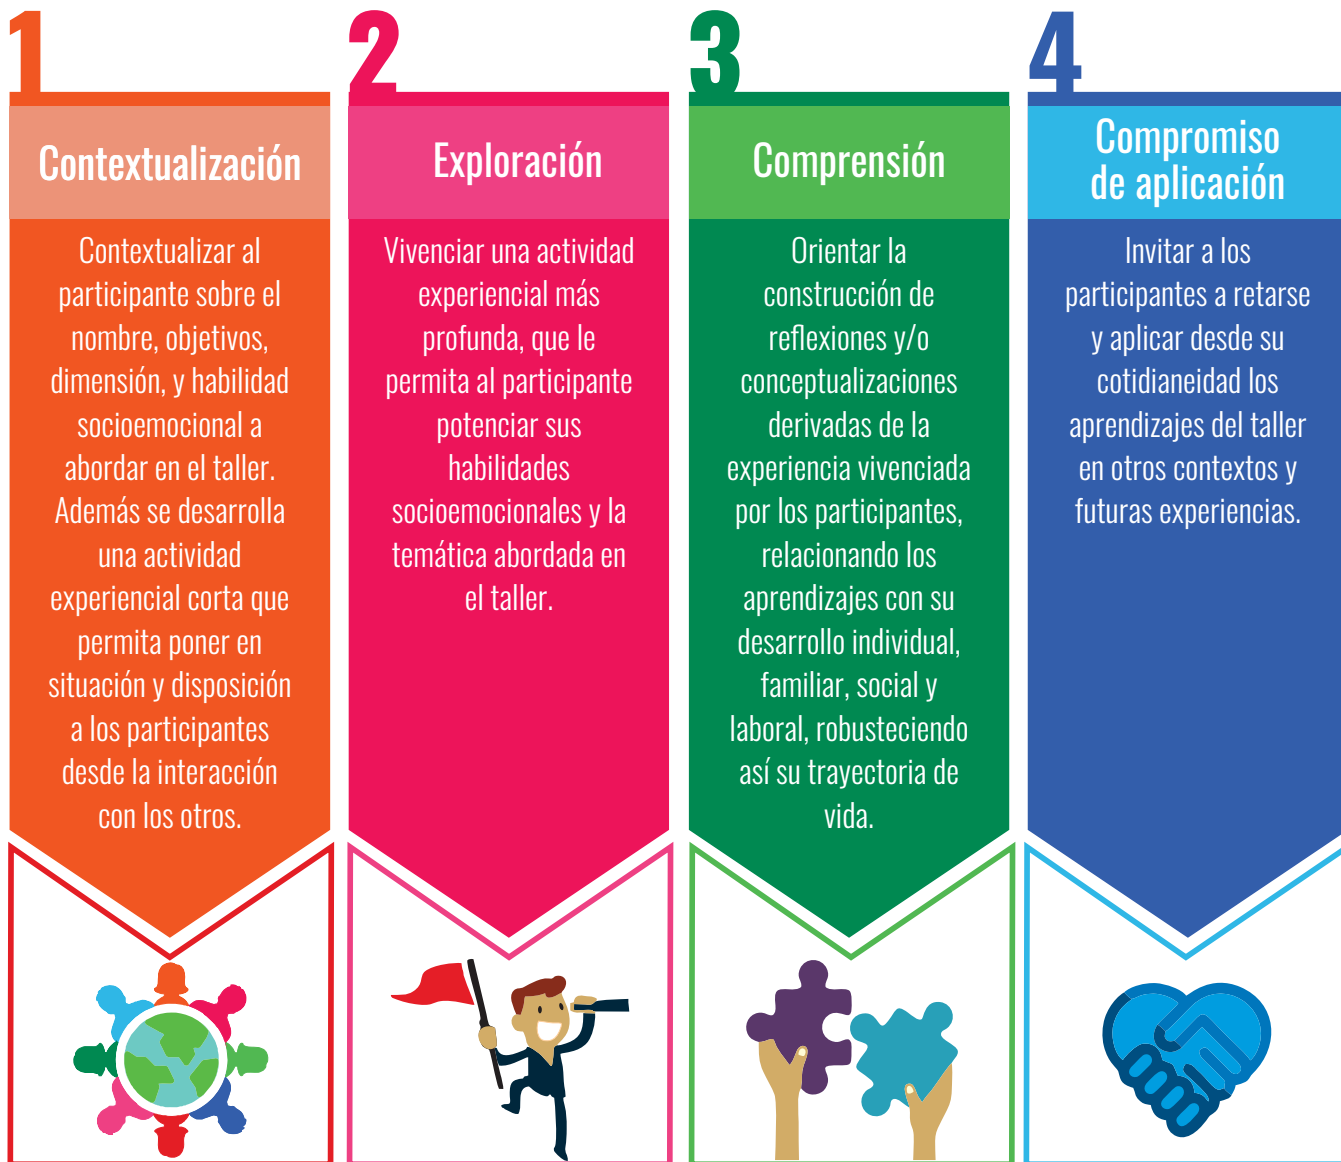 1
Contextualización
Contextualizar al
participante sobre el
nombre, objetivos,
dimensión, y habilidad
socioemocional a
abordar en el taller.
Además se desarrolla
una actividad
experiencial corta que
permita poner en
situación y disposición
a los participantes
desde la interacción
con los otros.
2
Exploración
Vivenciar una actividad
experiencial más
profunda, que le
permita al participante
potenciar sus
habilidades
socioemocionales y la
temática abordada en
el taller.
3
Comprensión
Orientar la
construcción de
reflexiones y/o
conceptualizaciones
derivadas de la
experiencia vivenciada
por los participantes,
relacionando los
aprendizajes con su
desarrollo individual,
familiar, social y
laboral, robusteciendo
así su trayectoria de
vida.
4
Compromiso
de aplicación
Invitar a los
participantes a retarse
y aplicar desde su
cotidianeidad los
aprendizajes del taller
en otros contextos y
futuras experiencias.